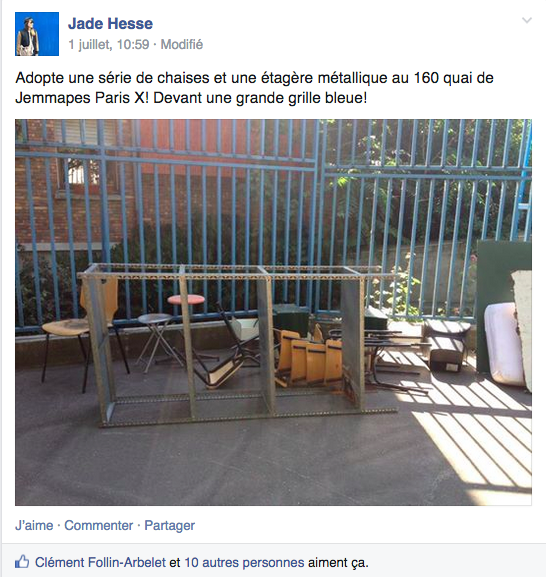 Jade Hesse
1 juillet, 10:59 · Modifié
Adopte une série de chaises et une étagère métallique au 160 quai de
Jemmapes Paris X! Devant une grande grille bleue!
J’aime · Commenter · Partager
Clément Follin-Arbelet et 10 autres personnes aiment ça.